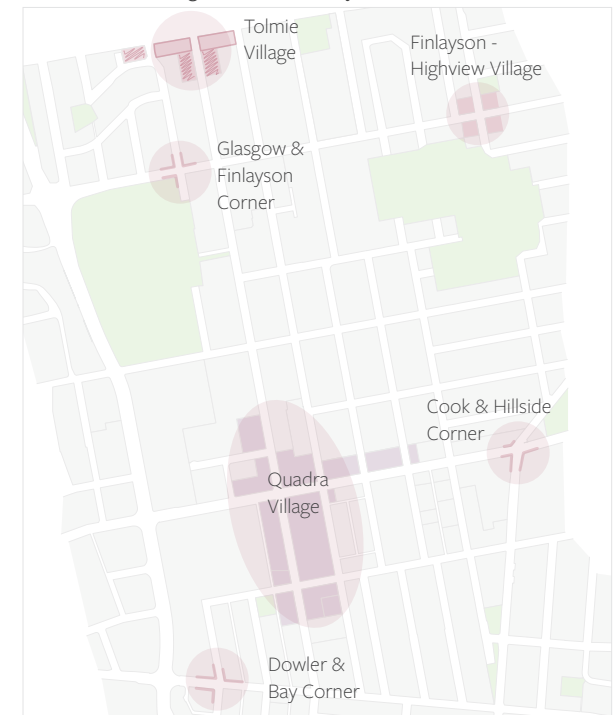 Tolmie
Village
Finlayson -
Highview Village
Glasgow &
Finlayson
Corner
Cook & Hillside
Corner
Quadra
Village
Dowler &
Bay Corner